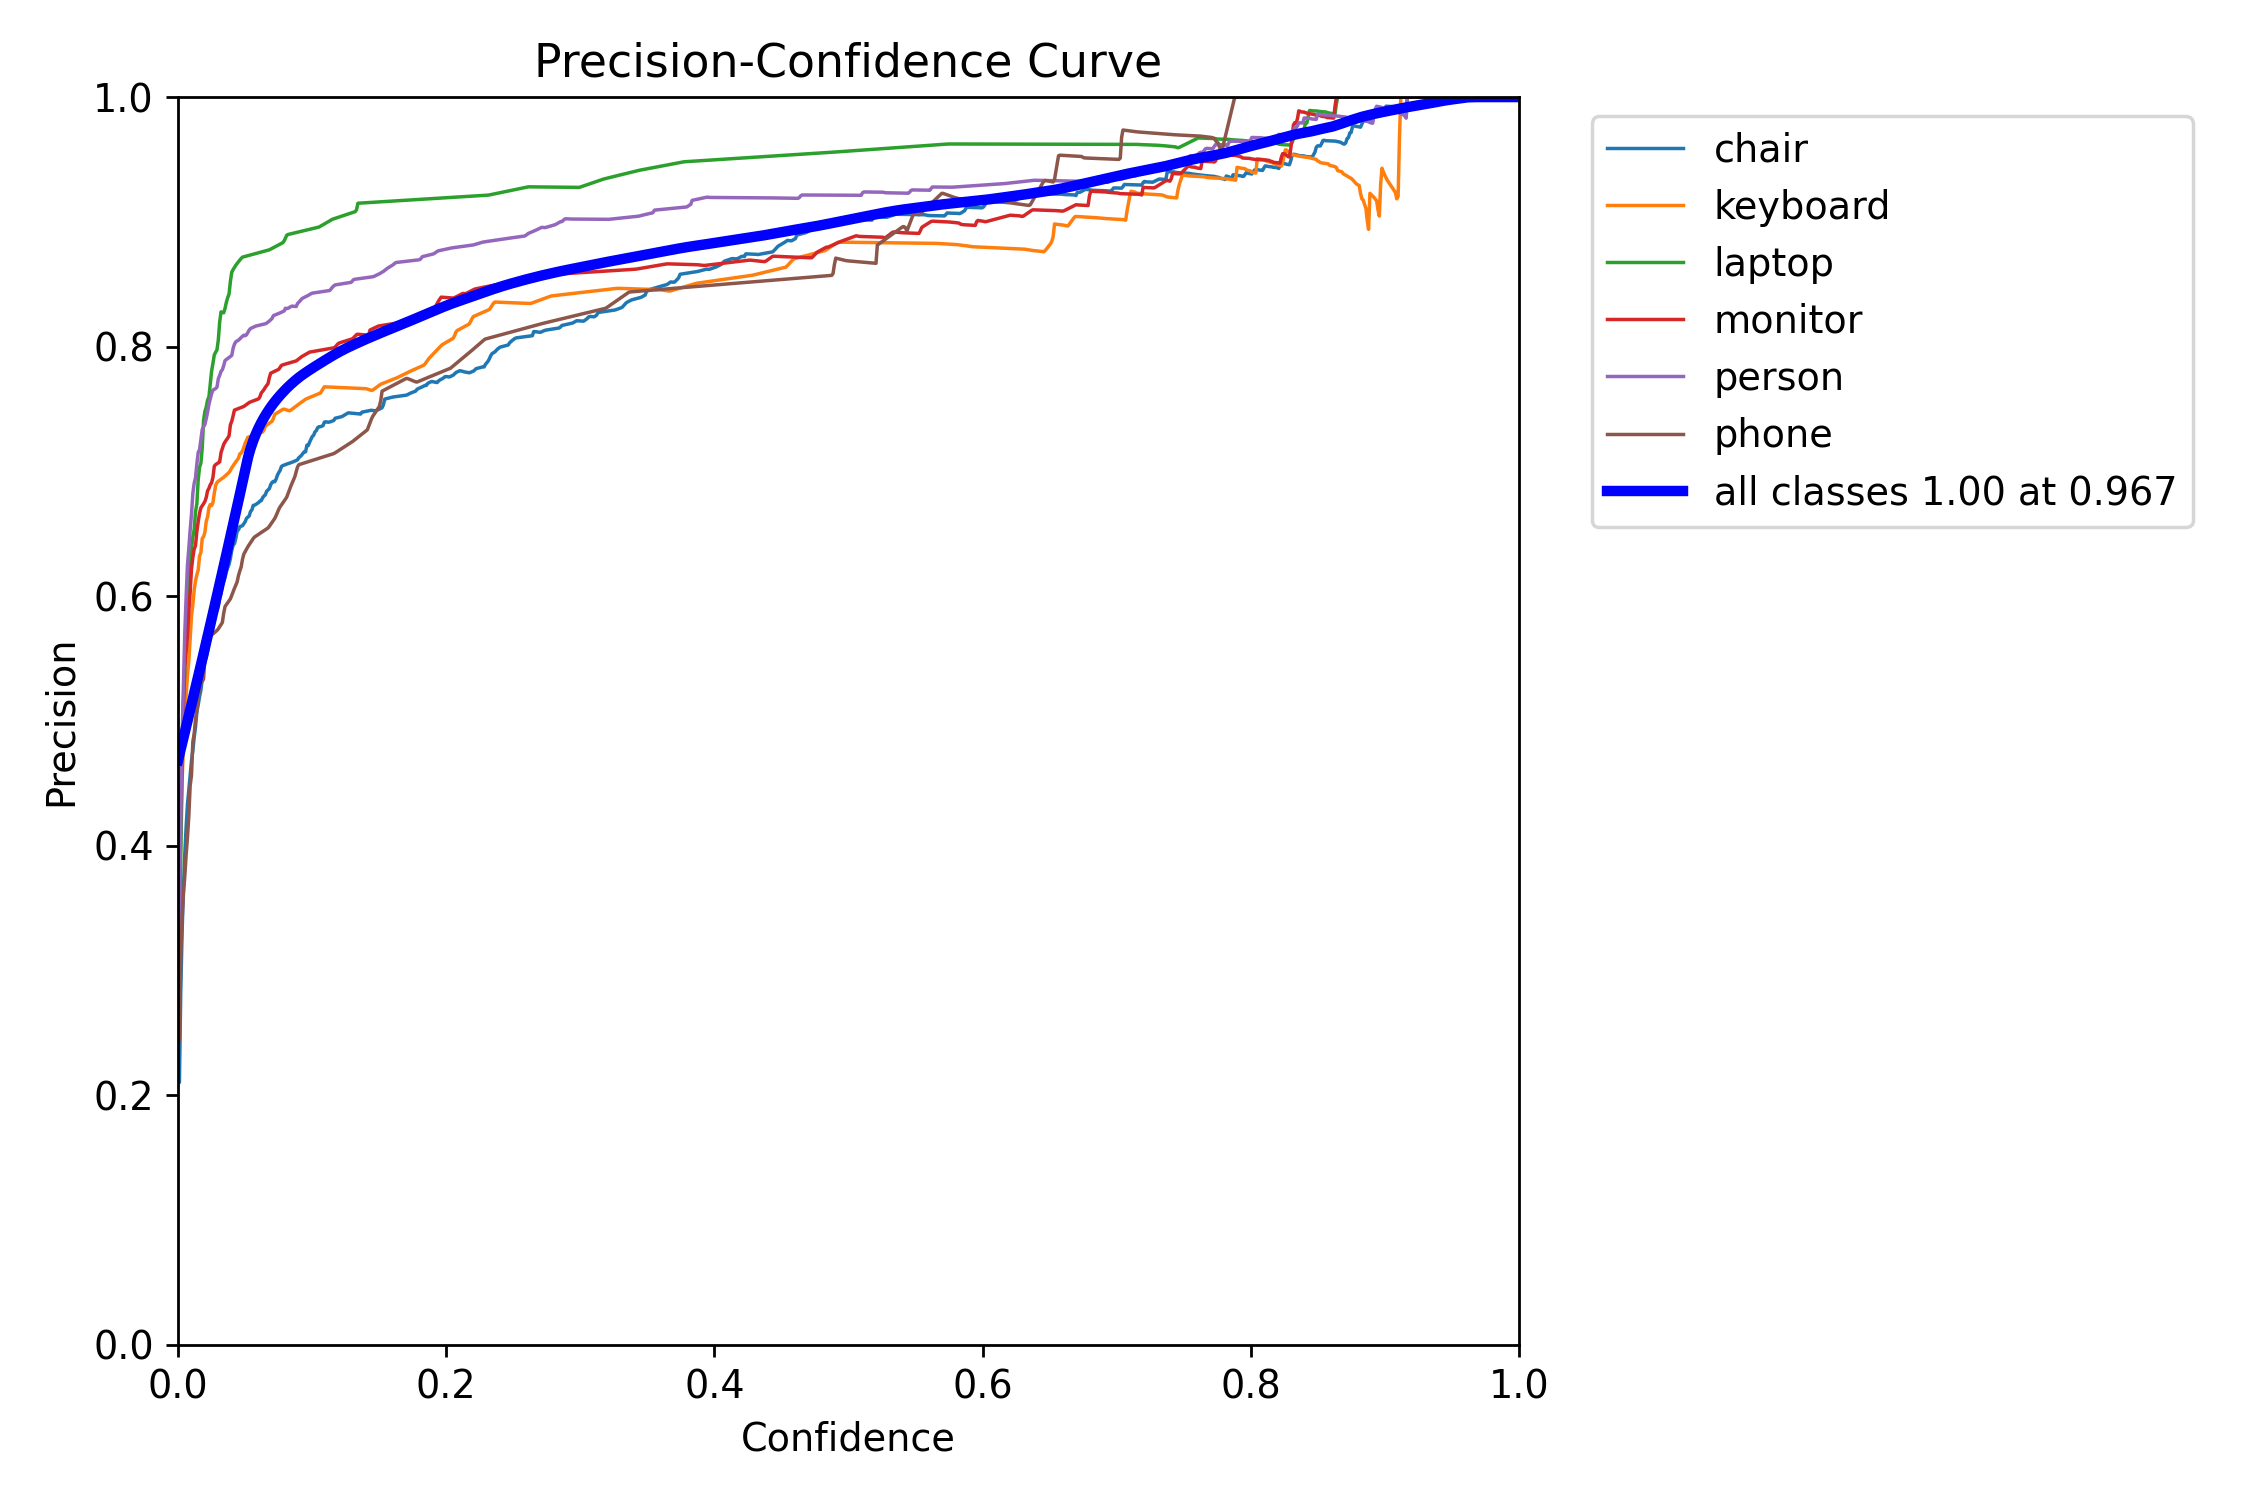 Precision-Confidence Curve
1.0
0.8
0.6
0.4
0.2
0.0
Precision
0.0 0.2 0.4 0.6 0.8 1.0
Confidence
chair
keyboard
laptop
monitor
person
phone
all classes 1.00 at 0.967